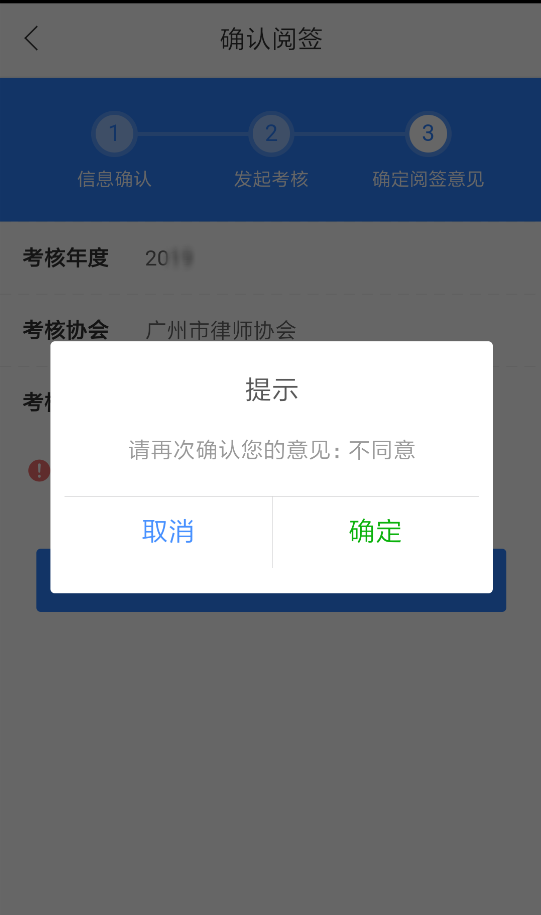 确认阅签
1
2
3
信息确认
发起考核
确定阅签意见
考核年度 20
考核协会 广州市律师协会
提示
考
请再次确认您的意见：不同意
取消
确定